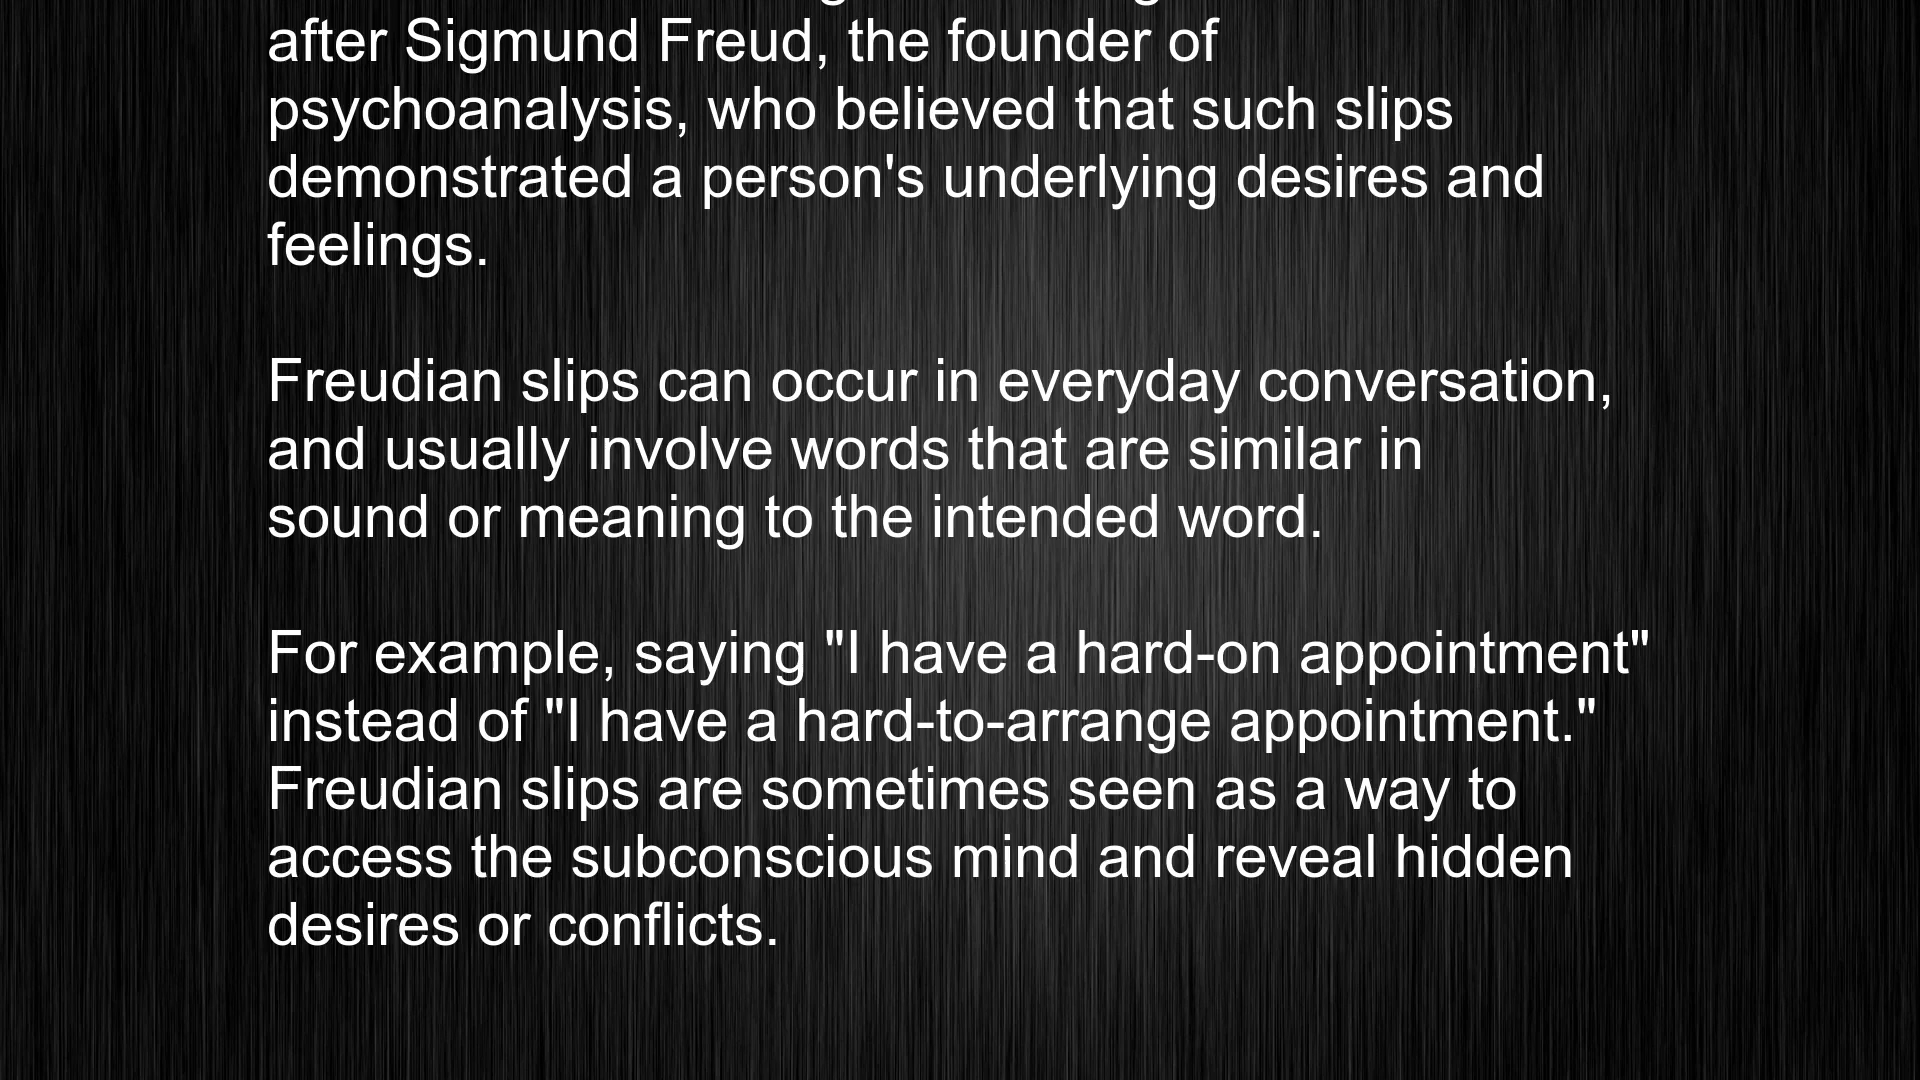 after Sigmund Freud, the founder of
psychoanalysis, who believed that such slips
demonstrated a person's underlying desires and
feelings.
Freudian slips can occur in everyday conversation,
and usually involve words that are similar in
sound or meaning to the intended word.
For example, saying "I have a hard-on appointment"
instead of "I have a hard-to-arrange appointment."
Freudian slips are sometimes seen as a way to
access the subconscious mind and reveal hidden
desires or conflicts.